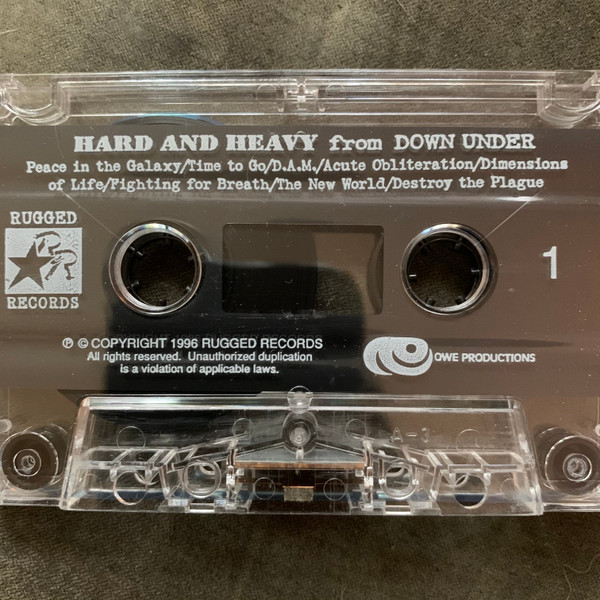 HARD AND HEAVY from DOWN UNDER
Peace in the Galaxy/Time to Go/D.A.M./Acute Obliteration/Dimensions
of Life/Fighting for Breath/The New World/Destroy the Plague
RUGGED
RR
RECORDS
1
℗ © COPYRIGHT 1996 RUGGED RECORDS
All rights reserved. Unauthorized duplication
is a violation of applicable laws.
OWE PRODUCTIONS
A-3